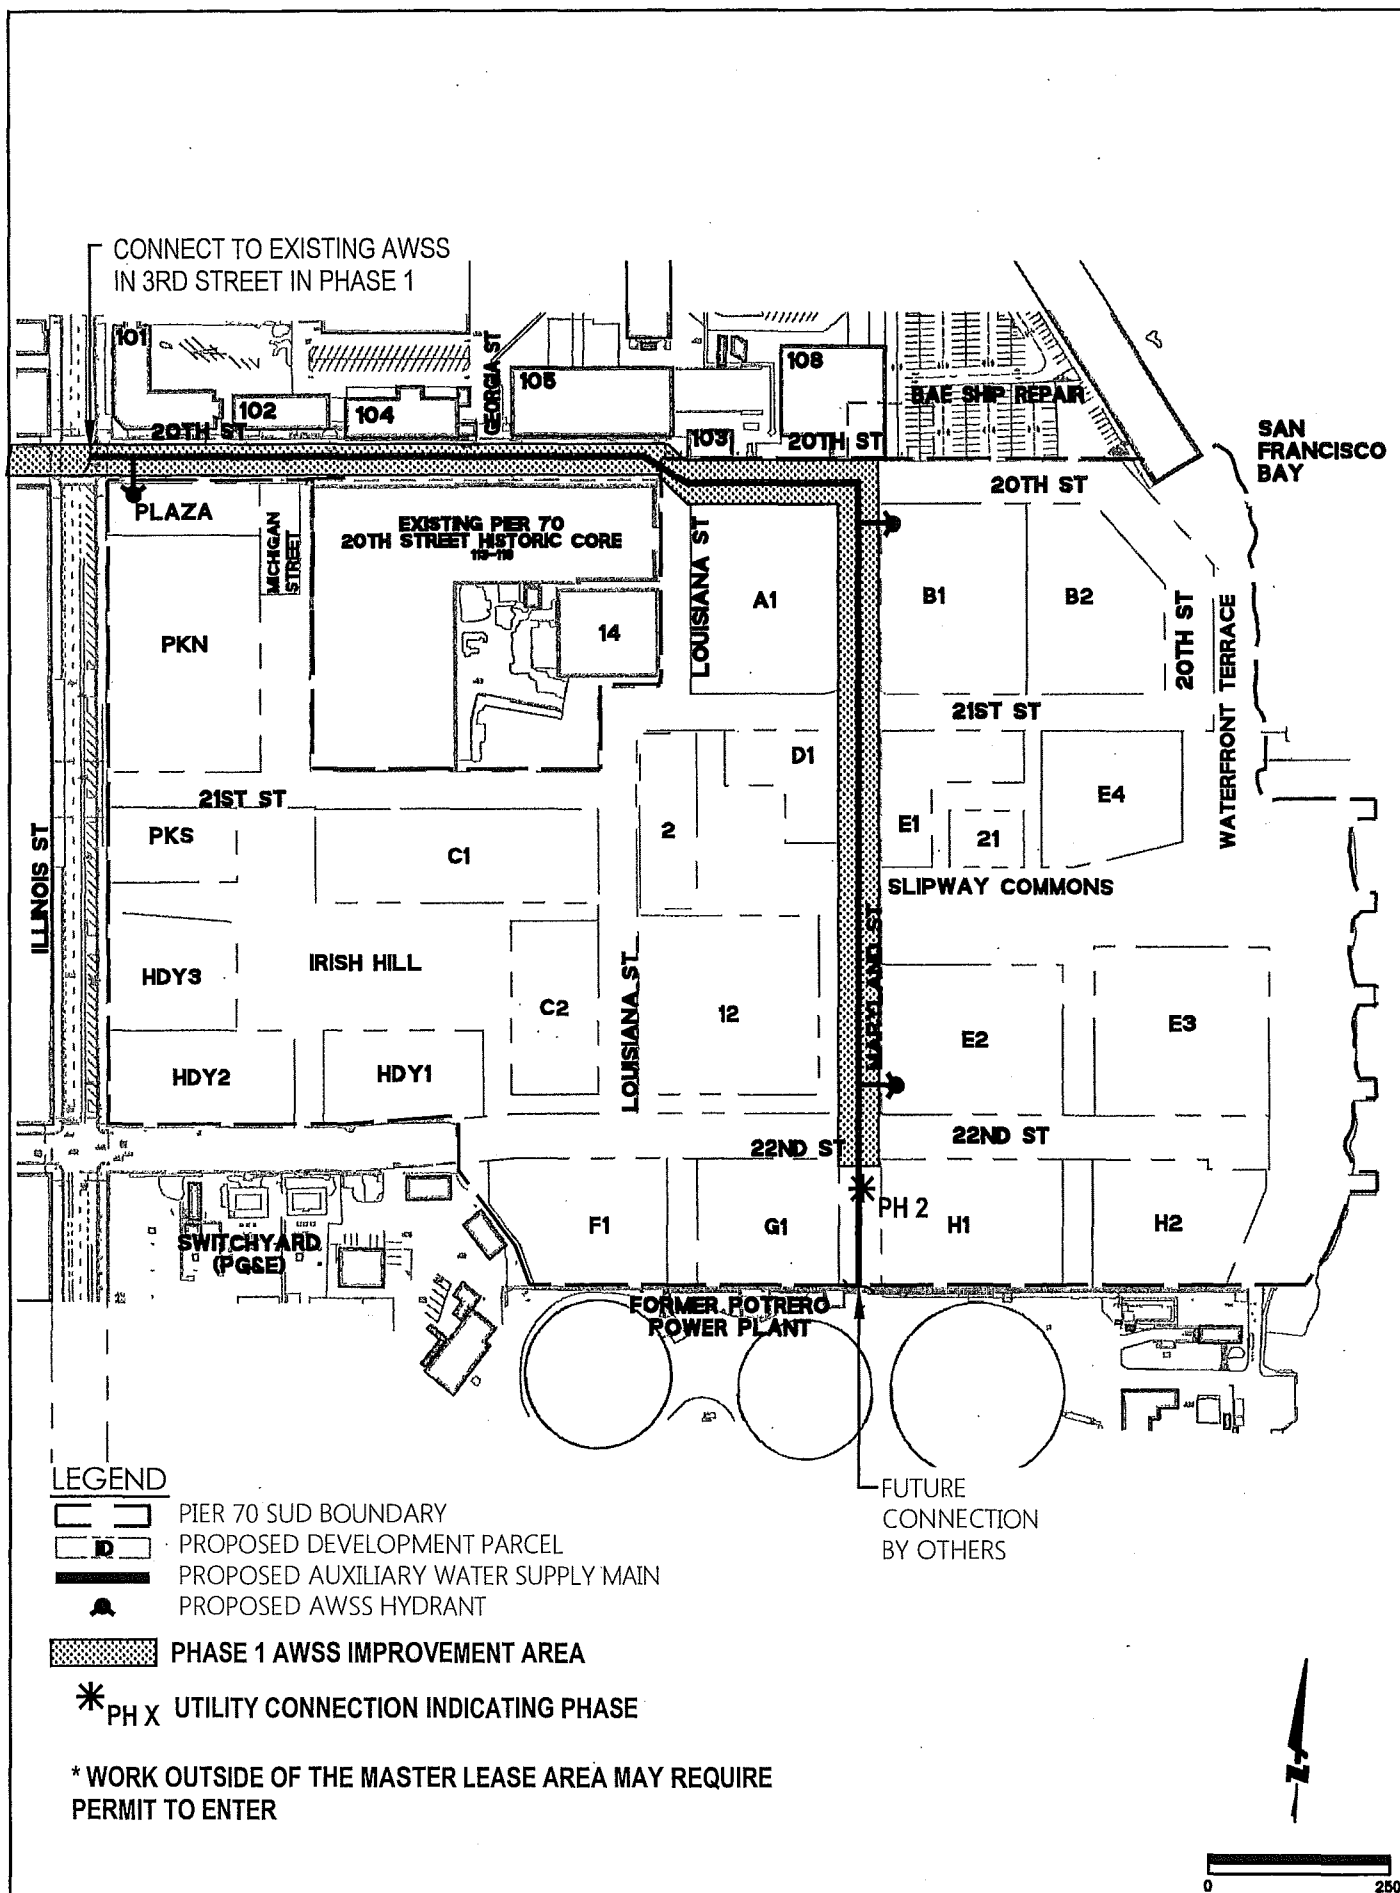 CONNECT TO EXISTING AWSS
IN 3RD STREET IN PHASE 1
101
102
104
20TH ST
GEORGIA ST
105
103
108
20TH ST
BAE SHIP REPAIR
SAN
FRANCISCO
BAY
20TH ST
PLAZA
MICHIGAN
STREET
EXISTING PIER 70
20TH STREET HISTORIC CORE
LOUISIANA ST
A1
B1
B2
20TH ST
WATERFRONT TERRACE
PKN
14
21ST ST
D1
21ST ST
ILLINOIS ST
PKS
C1
2
E1
21
E4
SLIPWAY COMMONS
HDY3
IRISH HILL
C2
LOUISIANA ST
12
MARYLAND ST
E2
E3
HDY2
HDY1
22ND ST
22ND ST
PH 2
F1
G1
H1
H2
SWITCHYARD
(PG&E)
FORMER POTRERO
POWER PLANT
FUTURE
CONNECTION
BY OTHERS
LEGEND
PIER 70 SUD BOUNDARY
ID PROPOSED DEVELOPMENT PARCEL
PROPOSED AUXILIARY WATER SUPPLY MAIN
PROPOSED AWSS HYDRANT
PHASE 1 AWSS IMPROVEMENT AREA
PH X UTILITY CONNECTION INDICATING PHASE
* WORK OUTSIDE OF THE MASTER LEASE AREA MAY REQUIRE
PERMIT TO ENTER
N
0 250